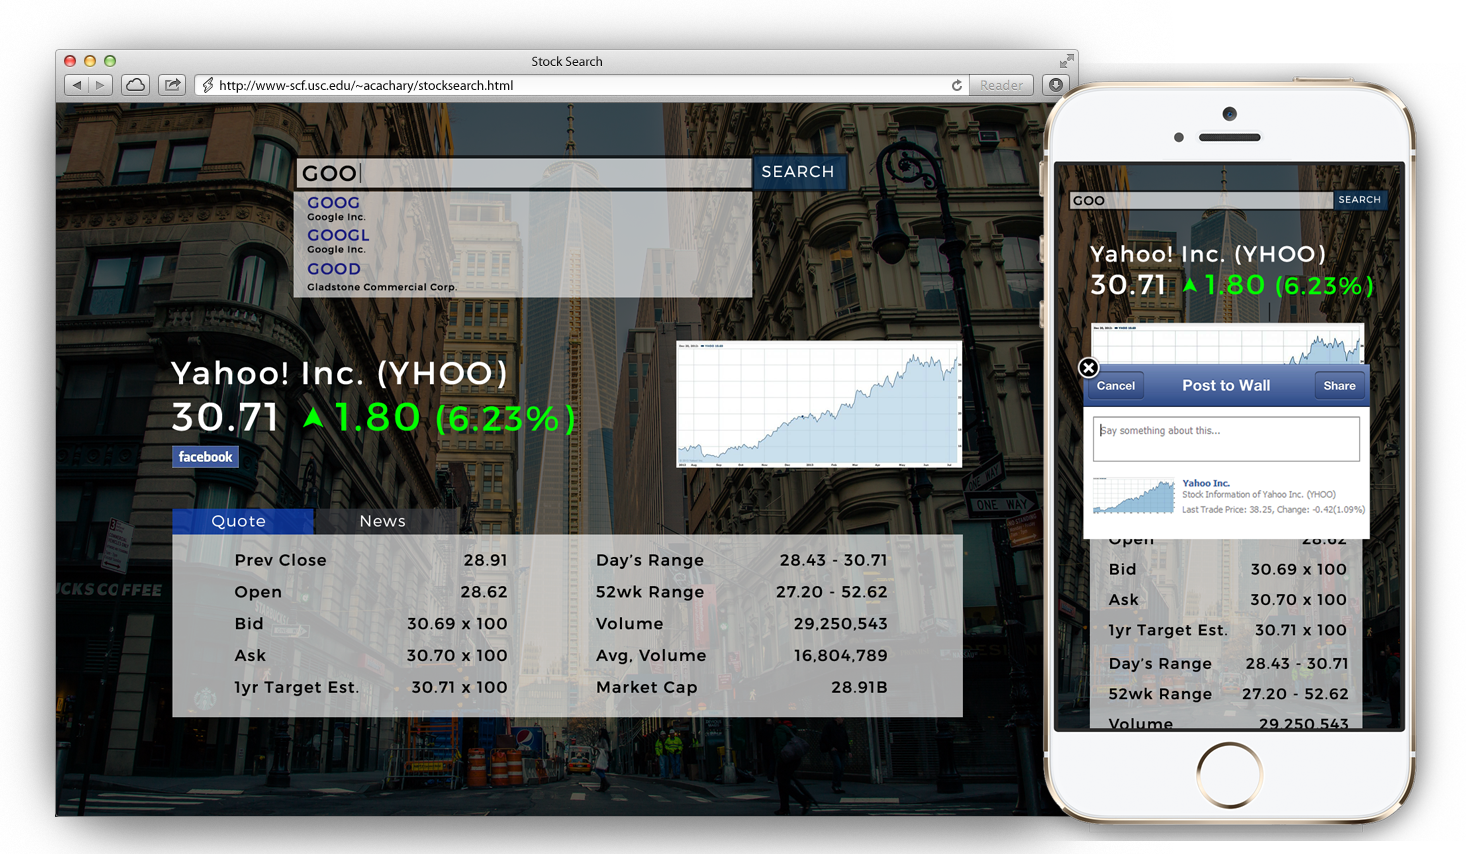 Stock Search
http://www-scf.usc.edu/~acachary/stocksearch.html
Reader
GOO
SEARCH
GOOG
Google Inc.
GOOGL
Google Inc.
GOOD
Gladstone Commercial Corp.
Yahoo! Inc. (YHOO)
30.71 ▲1.80 (6.23%)
facebook
Quote News
Prev Close 28.91 Day's Range 28.43 - 30.71
Open 28.62 52wk Range 27.20 - 52.62
Bid 30.69 x 100 Volume 29,250,543
Ask 30.70 x 100 Avg, Volume 16,804,789
1yr Target Est. 30.71 x 100 Market Cap 28.91B
ONE WAY
ONE WAY
COFFEE
pepsi
GOO
SEARCH
Yahoo! Inc. (YHOO)
30.71 ▲1.80 (6.23%)
Cancel Post to Wall Share
Say something about this...
Yahoo Inc.
Stock Information of Yahoo Inc. (YHOO)
Last Trade Price: 38.25, Change: -0.42(1.09%)
Open 28.62
Bid 30.69 x 100
Ask 30.70 x 100
1yr Target Est. 30.71 x 100
Day's Range 28.43 - 30.71
52wk Range 27.20 - 52.62
Volume 29,250,543